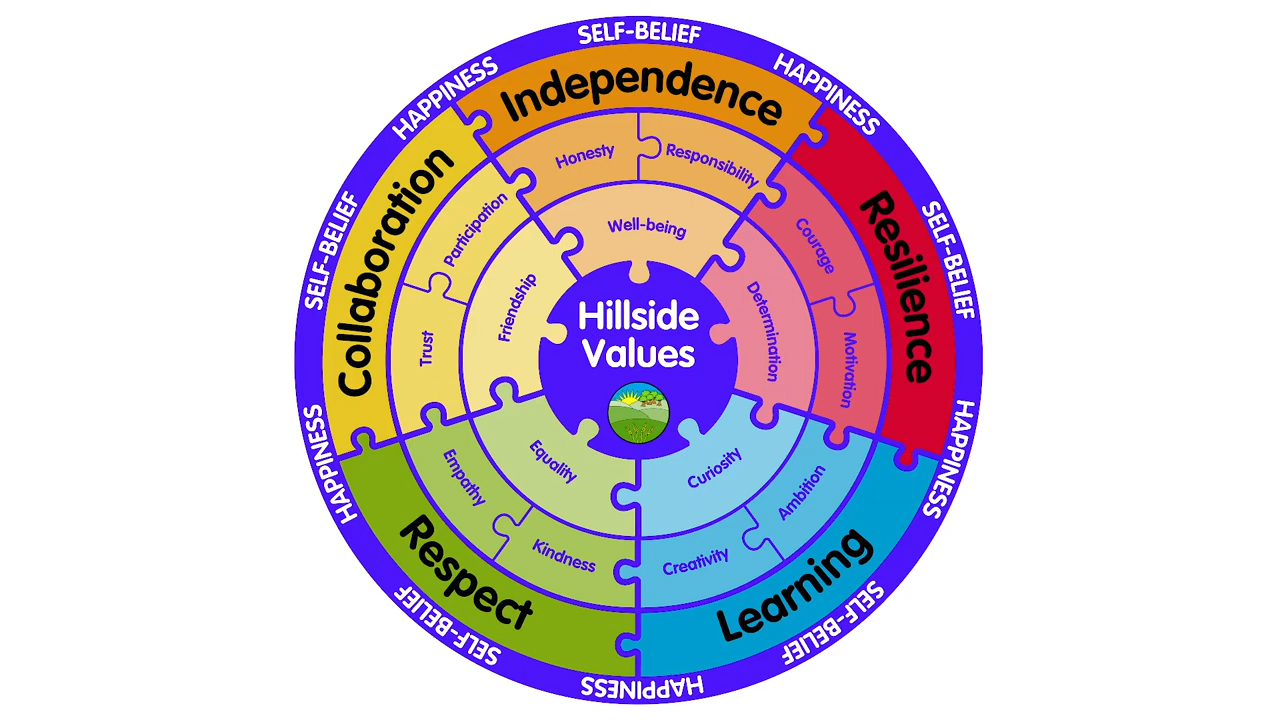 SELF-BELIEF
HAPPINESS
SELF-BELIEF
HAPPINESS
SELF-BELIEF
HAPPINESS
SELF-BELIEF
HAPPINESS
SELF-BELIEF
HAPPINESS
Independence
Honesty
Responsibility
Well-being
Resilience
Courage
Motivation
Determination
Learning
Ambition
Creativity
Curiosity
Respect
Kindness
Empathy
Equality
Collaboration
Trust
Participation
Friendship
Hillside
Values